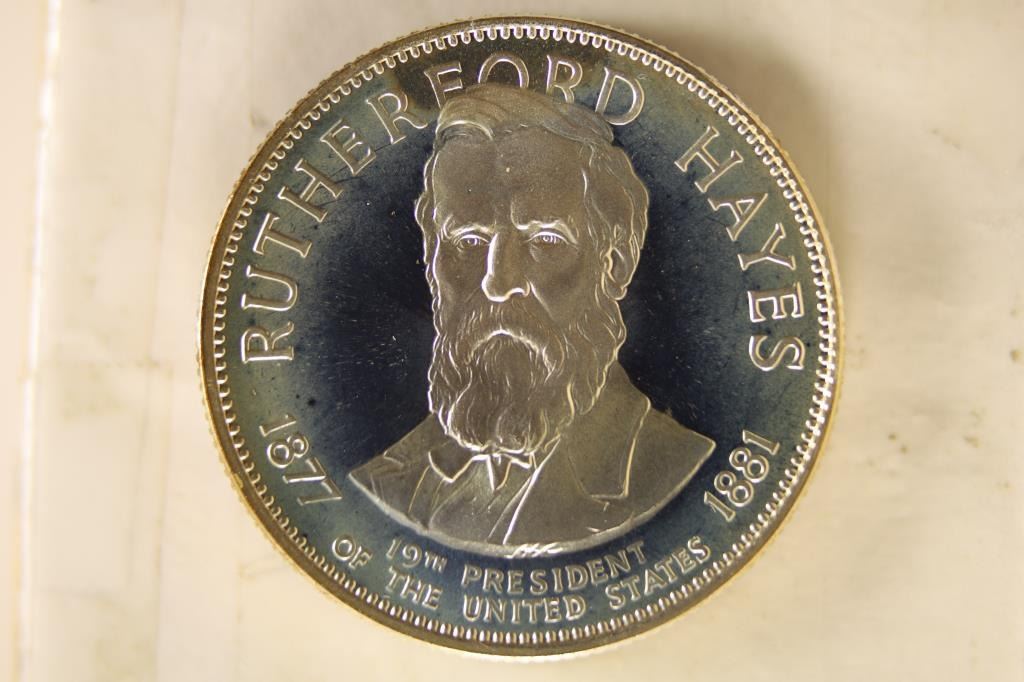 RUTHERFORD HAYES
1877 1881
19TH PRESIDENT
OF THE UNITED STATES